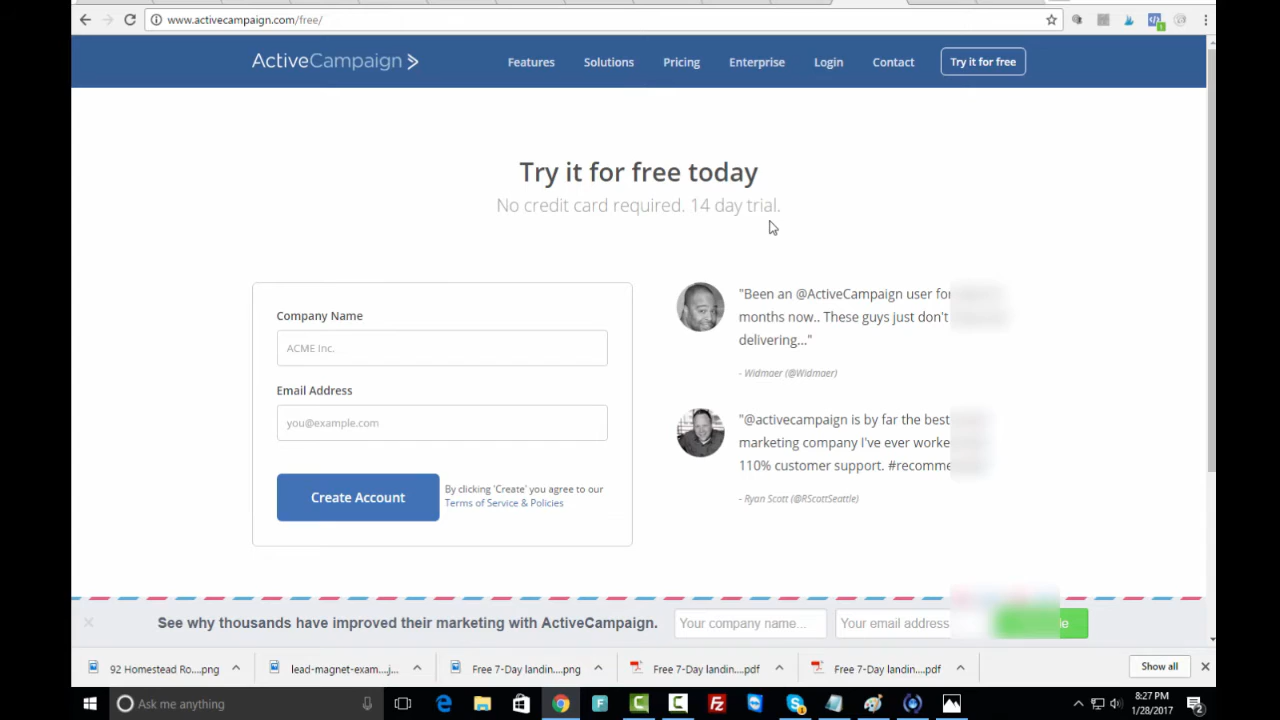 www.activecampaign.com/free/
ActiveCampaign >
Features Solutions Pricing Enterprise Login Contact Try it for free
Try it for free today
No credit card required. 14 day trial.
Company Name
ACME Inc.
Email Address
you@example.com
Create Account
By clicking 'Create' you agree to our
Terms of Service & Policies
"Been an @ActiveCampaign user for
months now.. These guys just don't
delivering..."
- Widmaer (@Widmaer)
"@activecampaign is by far the best
marketing company I've ever
110% customer support.
- Ryan Scott (@RScottSeattle)
See why thousands have improved their marketing with ActiveCampaign.
Your company name...
Your email address
92 Homestead Ro....png
lead-magnet-exam....j...
Free 7-Day landin....png
Free 7-Day landin....pdf
Free 7-Day landin....pdf
Show all
Ask me anything
8:27 PM
1/28/2017